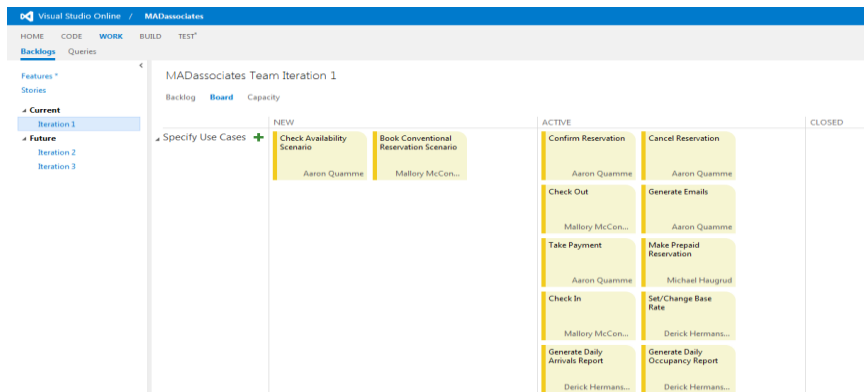 Visual Studio Online / MADassociates
HOME CODE WORK BUILD TEST*
Backlogs Queries
Features *
Stories
Current
Iteration 1
Future
Iteration 2
Iteration 3
MADassociates Team Iteration 1
Backlog Board Capacity
NEW ACTIVE CLOSED
Specify Use Cases
Check Availability
Scenario
Aaron Quamme
Book Conventional
Reservation Scenario
Mallory McCon...
Confirm Reservation
Aaron Quamme
Cancel Reservation
Aaron Quamme
Check Out
Mallory McCon...
Generate Emails
Aaron Quamme
Take Payment
Aaron Quamme
Make Prepaid
Reservation
Michael Haugrud
Check In
Mallory McCon...
Set/Change Base
Rate
Derick Hermans...
Generate Daily
Arrivals Report
Derick Hermans...
Generate Daily
Occupancy Report
Derick Hermans...